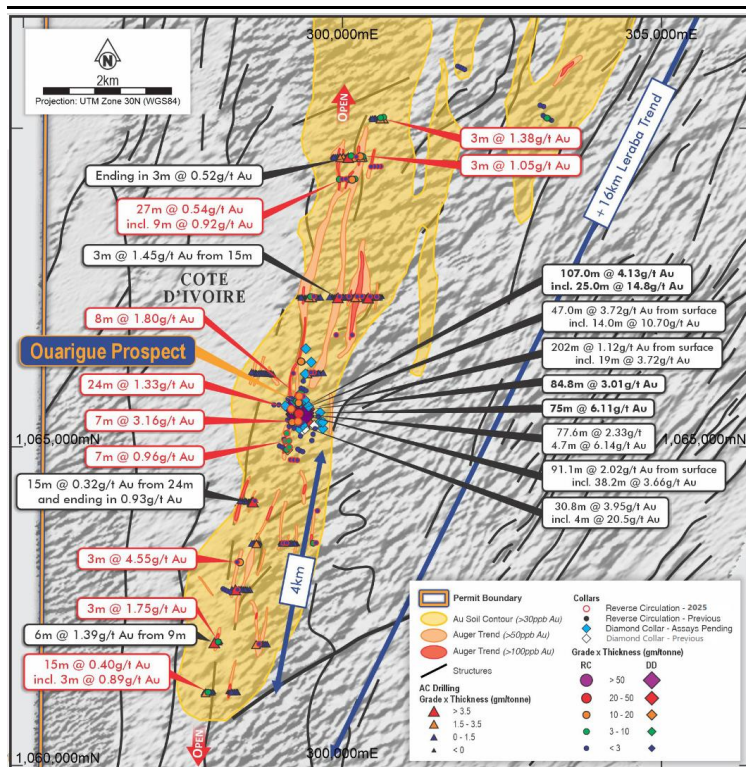 300,000mE
305,000mE
N
2km
Projection: UTM Zone 30N (WGS84)
OPEN
+16km Leraba Trend
3m @ 1.38g/t Au
3m @ 1.05g/t Au
Ending in 3m @ 0.52g/t Au
27m @ 0.54g/t Au
incl. 9m @ 0.92g/t Au
3m @ 1.45g/t Au from 15m
COTE
D'IVOIRE
8m @ 1.80g/t Au
Ouarigue Prospect
24m @ 1.33g/t Au
7m @ 3.16g/t Au
7m @ 0.96g/t Au
1,065,000mN
15m @ 0.32g/t Au from 24m
and ending in 0.93g/t Au
3m @ 4.55g/t Au
3m @ 1.75g/t Au
6m @ 1.39g/t Au from 9m
15m @ 0.40g/t Au
incl. 3m @ 0.89g/t Au
107.0m @ 4.13g/t Au
incl. 25.0m @ 14.8g/t Au
47.0m @ 3.72g/t Au from surface
incl. 14.0m @ 10.70g/t Au
202m @ 1.12g/t Au from surface
incl. 19m @ 3.72g/t Au
84.8m @ 3.01g/t Au
75m @ 6.11g/t Au
77.6m @ 2.33g/t
4.7m @ 6.14g/t Au
1,065,000mN
91.1m @ 2.02g/t Au from surface
incl. 38.2m @ 3.66g/t Au
30.8m @ 3.95g/t Au
incl. 4m @ 20.5g/t Au
4km
Permit Boundary
Au Soil Contour (>30ppb Au)
Auger Trend (>50ppb Au)
Auger Trend (>100ppb Au)
Structures
AC Drilling
Grade x Thickness (gm/tonne)
> 3.5
1.5 - 3.5
0 - 1.5
< 0
Collars
Reverse Circulation - 2025
Reverse Circulation - Previous
Diamond Collar - Assays Pending
Diamond Collar - Previous
Grade x Thickness (gm/tonne)
RC DD
> 50
20 - 50
10 - 20
3 - 10
< 3
OPEN
1,060,000mN
300,000mE